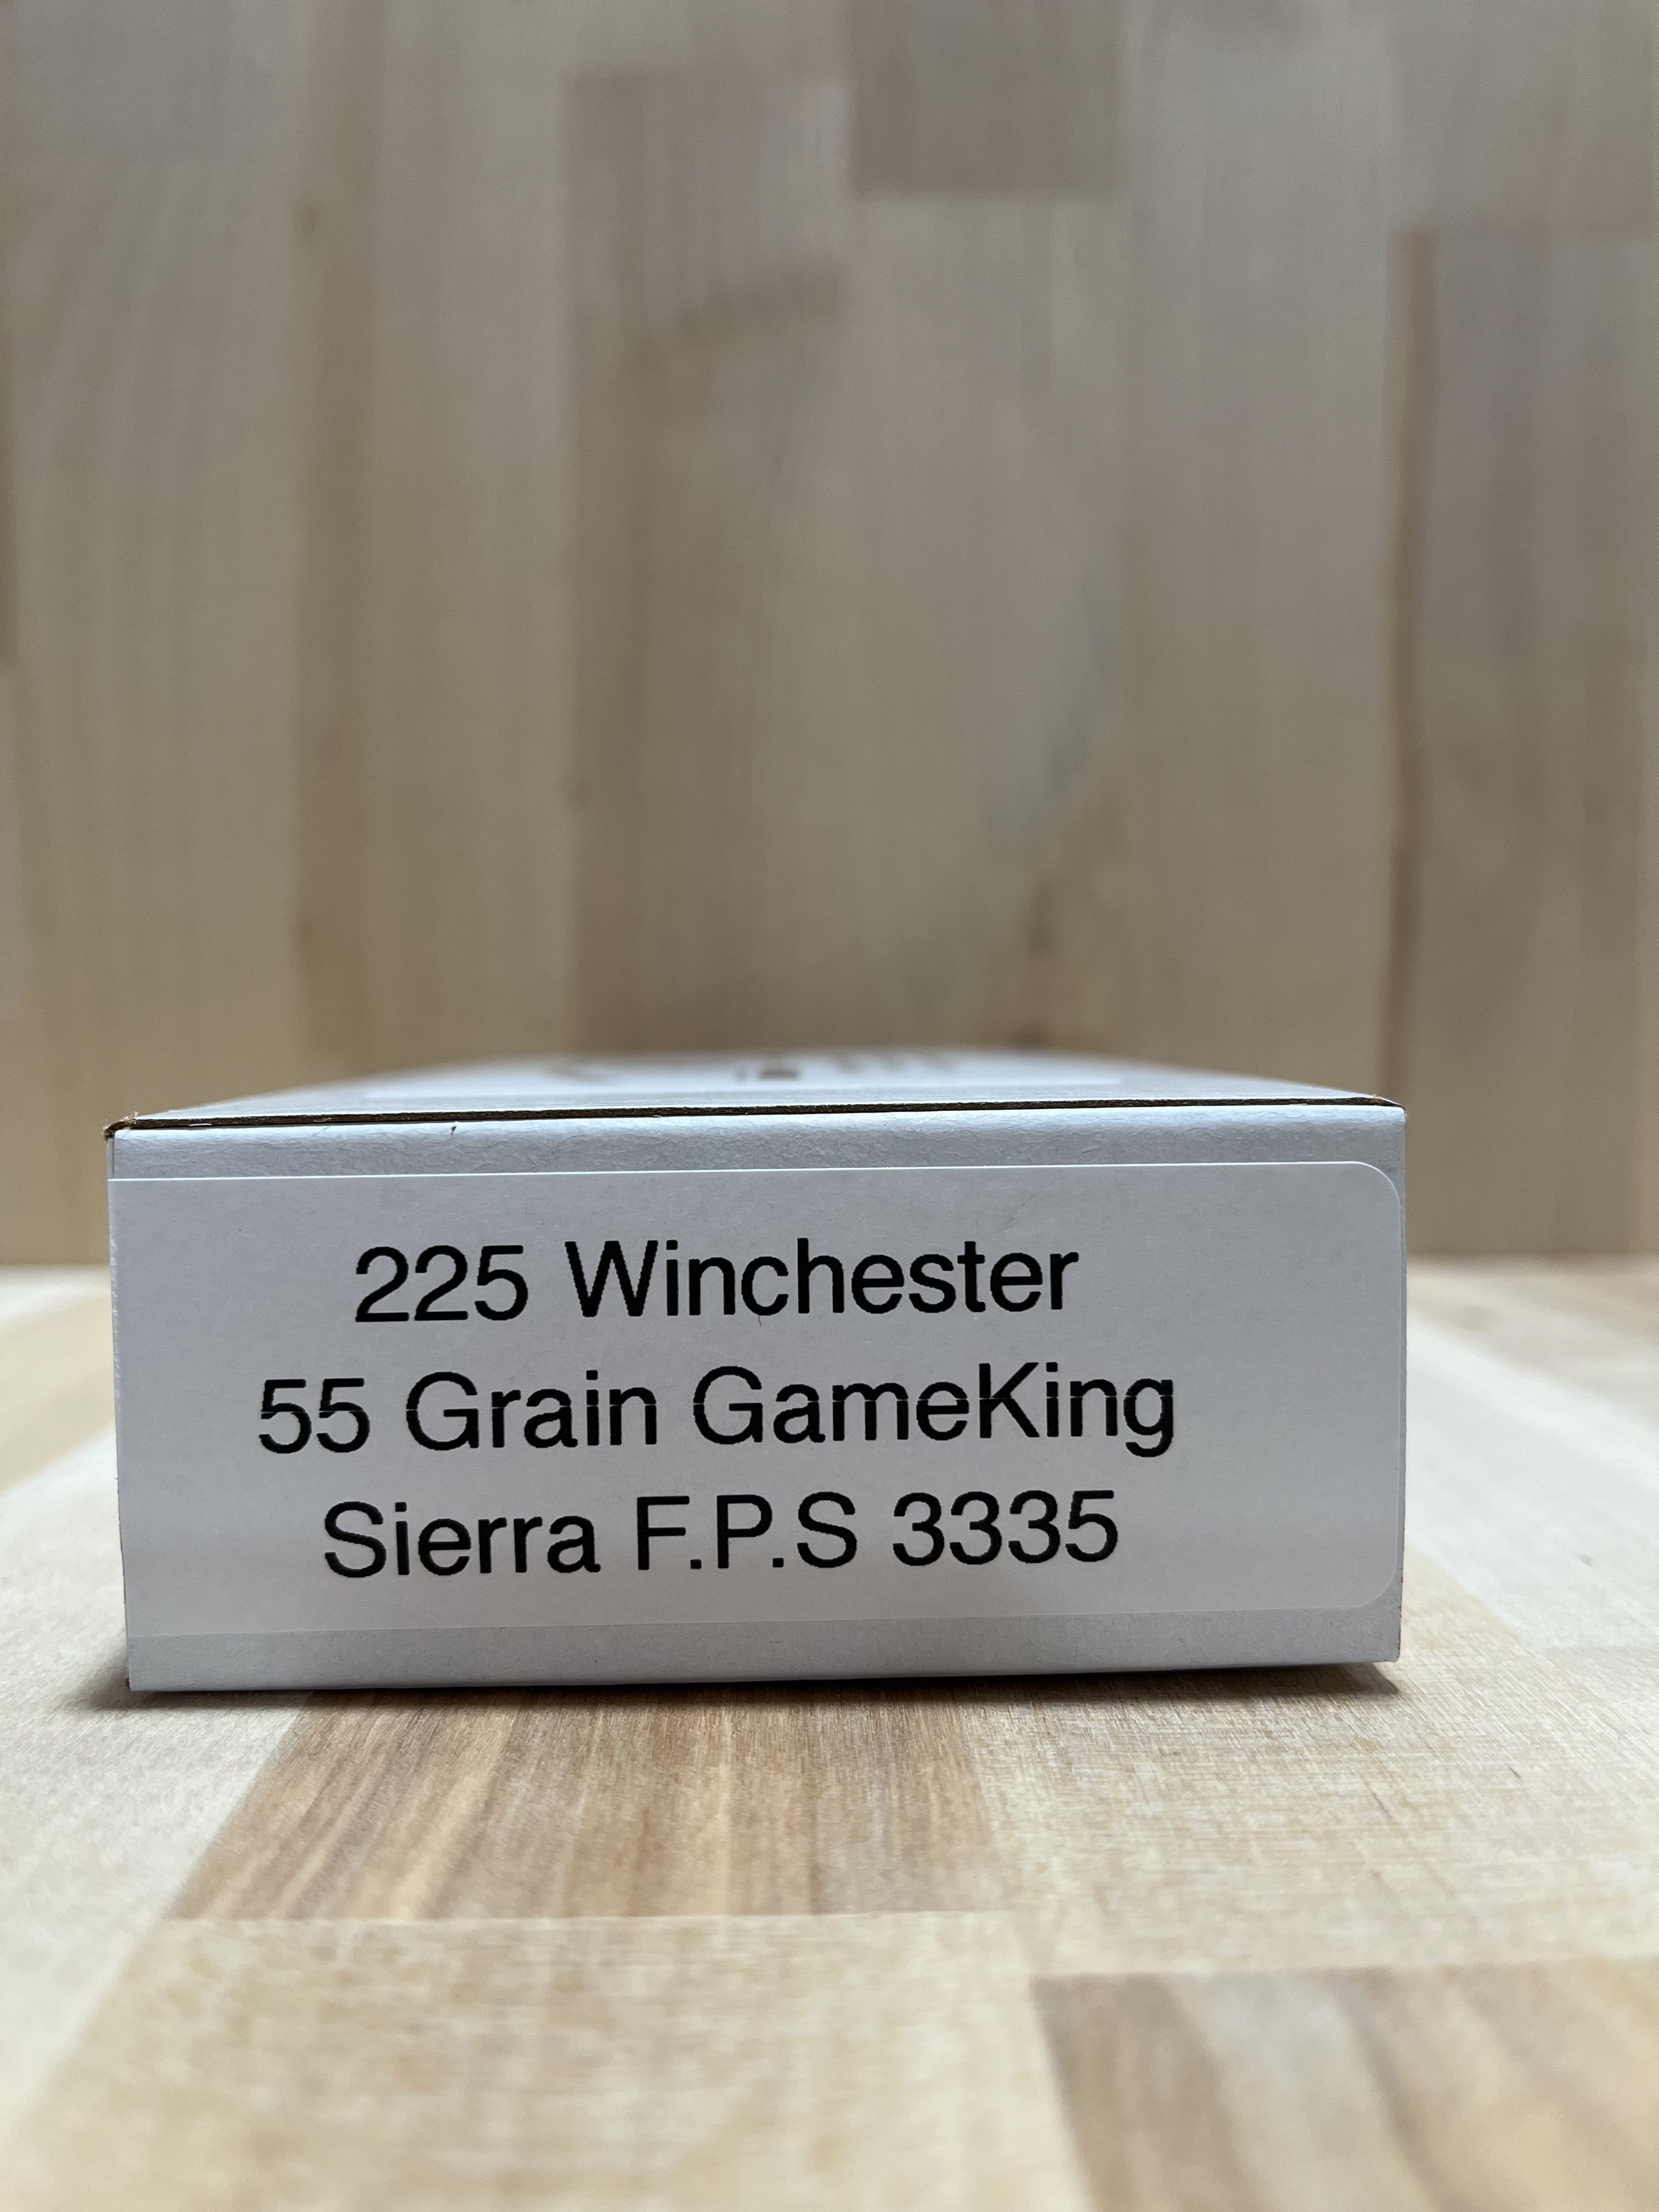 225 Winchester
55 Grain GameKing
Sierra F.P.S 3335